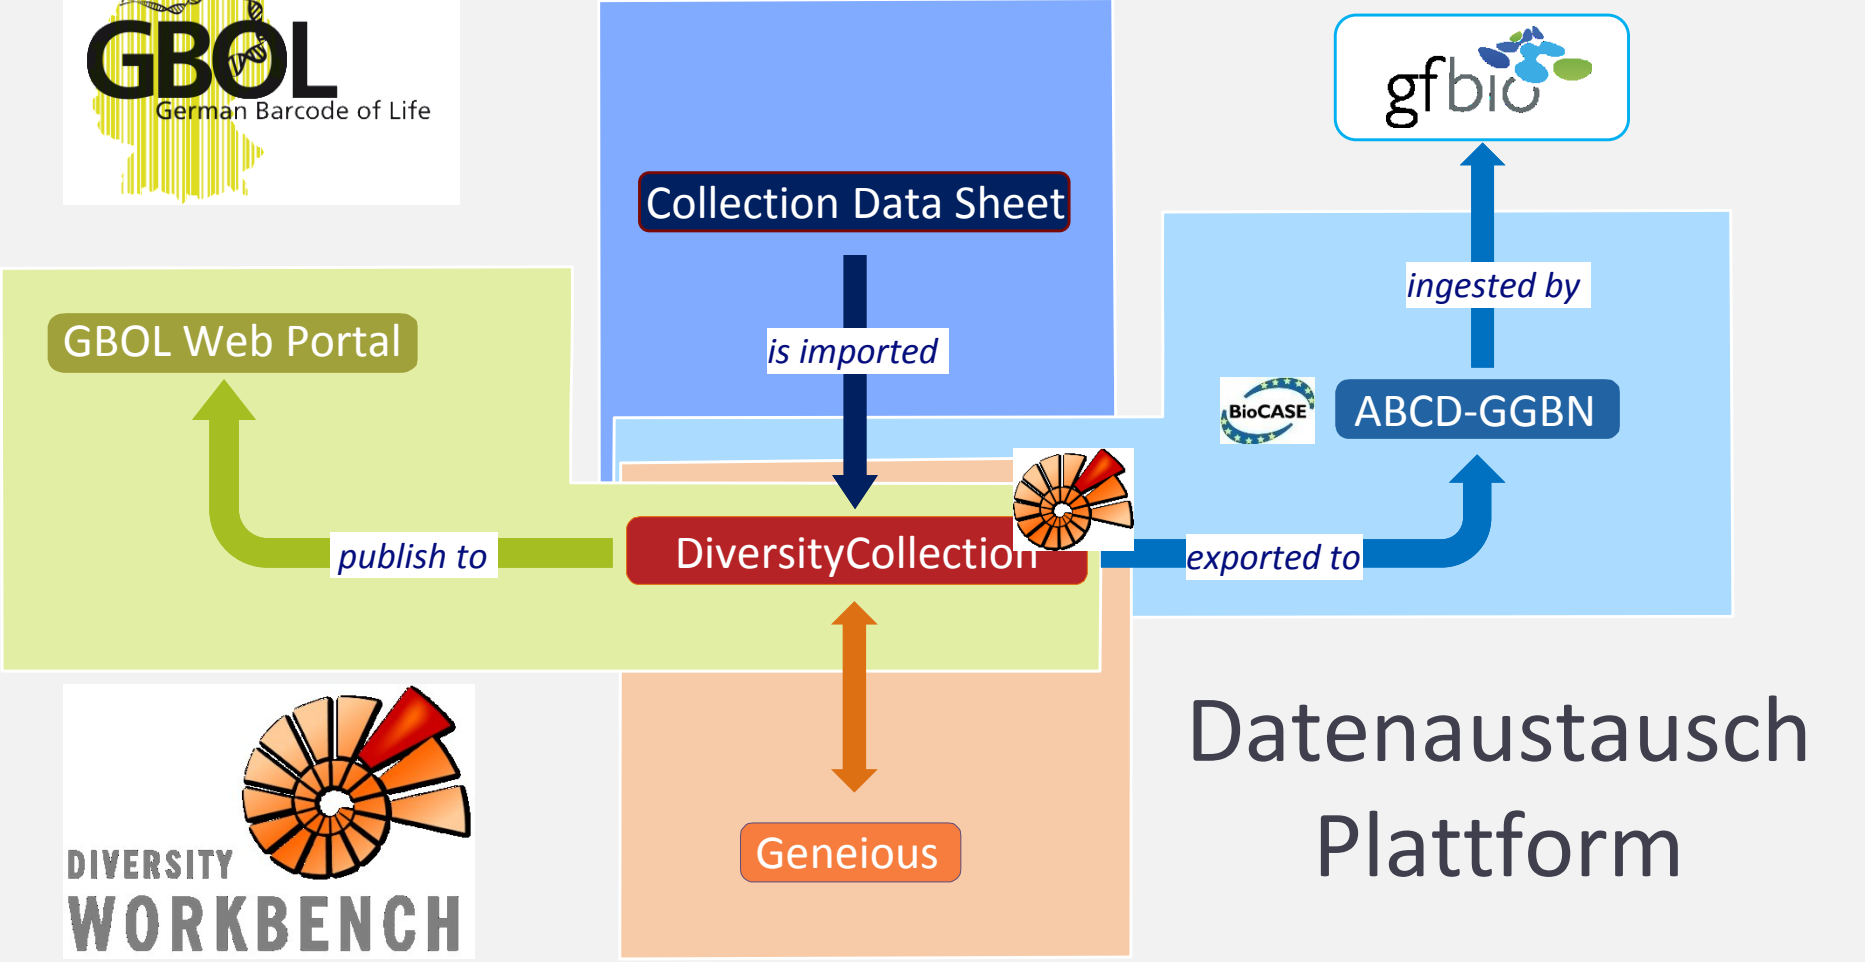 GBOL
German Barcode of Life
Collection Data Sheet
gfbio
ingested by
GBOL Web Portal
is imported
BioCASE
ABCD-GGBN
publish to
DiversityCollection
exported to
Geneious
DIVERSITY
WORKBENCH
Datenaustausch
Plattform